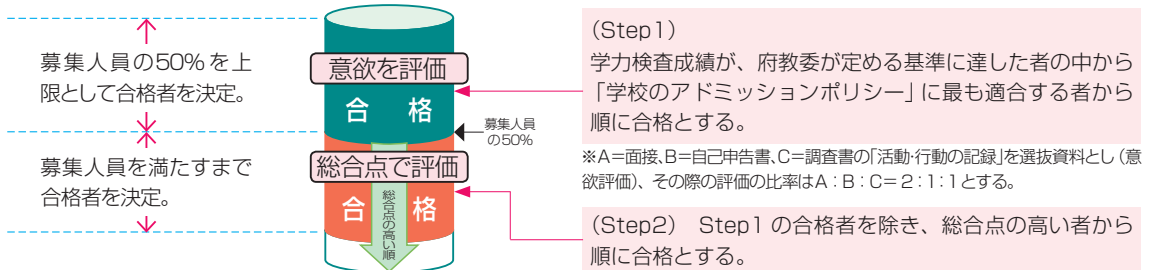 募集人員の50%を上
限として合格者を決定。
募集人員を満たすまで
合格者を決定。
意欲を評価
合 格
募集人員
の50%
総合点で評価
合 格
総合点の高い順
(Step1)
学力検査成績が、府教委が定める基準に達した者の中から
「学校のアドミッションポリシー」に最も適合する者から
順に合格とする。
※A=面接、B=自己申告書、C=調査書の「活動・行動の記録」を選抜資料とし(意
欲評価)、その際の評価の比率はA:B:C=2:1:1とする。
(Step2) Step1の合格者を除き、総合点の高い者から
順に合格とする。